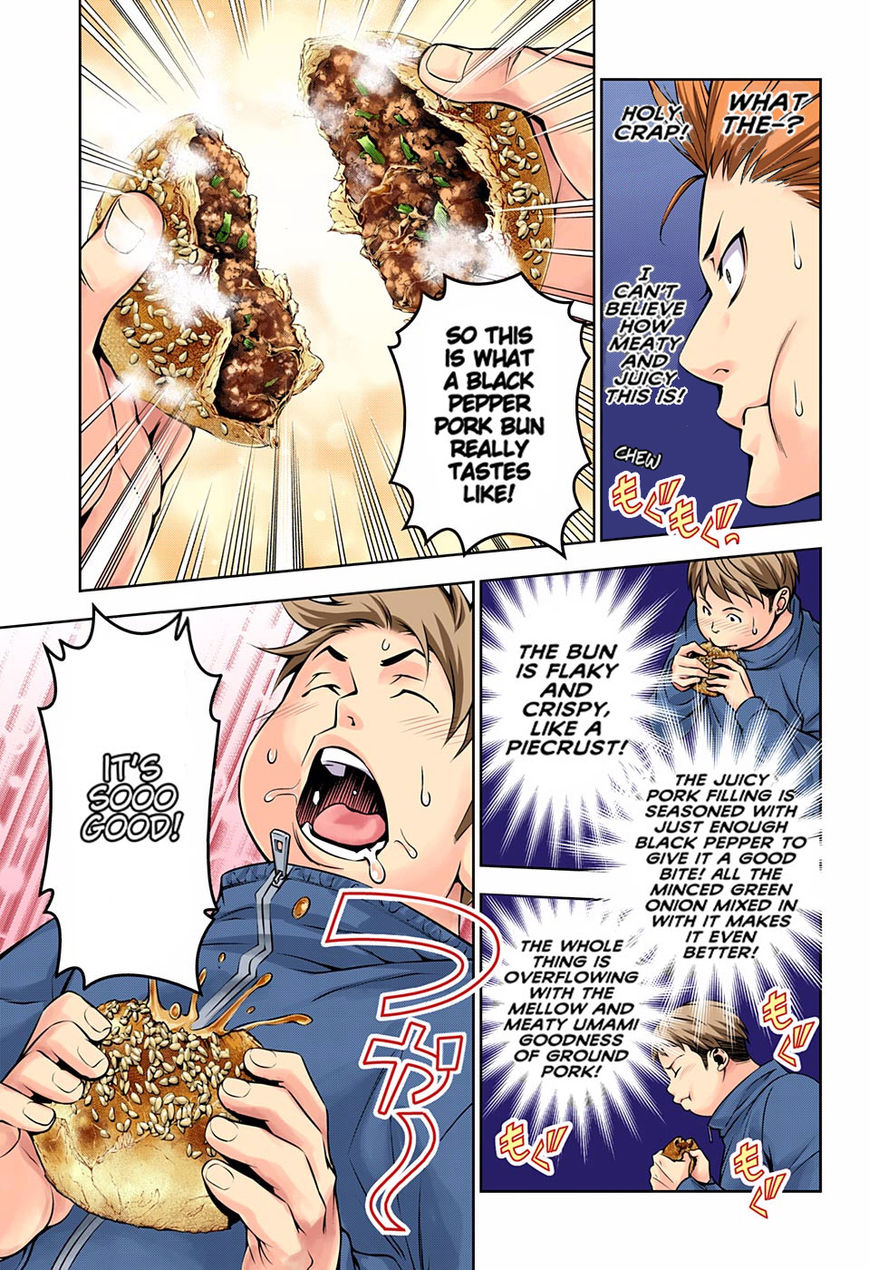 WHAT
THE-?
HOLY
CRAP!
I
CAN'T
BELIEVE
HOW
MEATY
AND
JUICY
THIS IS!
CHEW
もぐ
もぐっ
SO THIS
IS WHAT
A BLACK
PEPPER
PORK BUN
REALLY
TASTES
LIKE!
THE BUN
IS FLAKY
AND
CRISPY,
LIKE A
PIECRUST!
THE JUICY
PORK FILLING IS
SEASONED WITH
JUST ENOUGH
BLACK PEPPER TO
GIVE IT A GOOD
BITE! ALL THE
MINCED GREEN
ONION MIXED IN
WITH IT MAKES
IT EVEN
BETTER!
THE WHOLE
THING IS
OVERFLOWING
WITH THE
MELLOW AND
MEATY UMAMI
GOODNESS
OF GROUND
PORK!
もぐ
もぐ
もぐ
IT'S
SOOO
GOOD!
つや〜